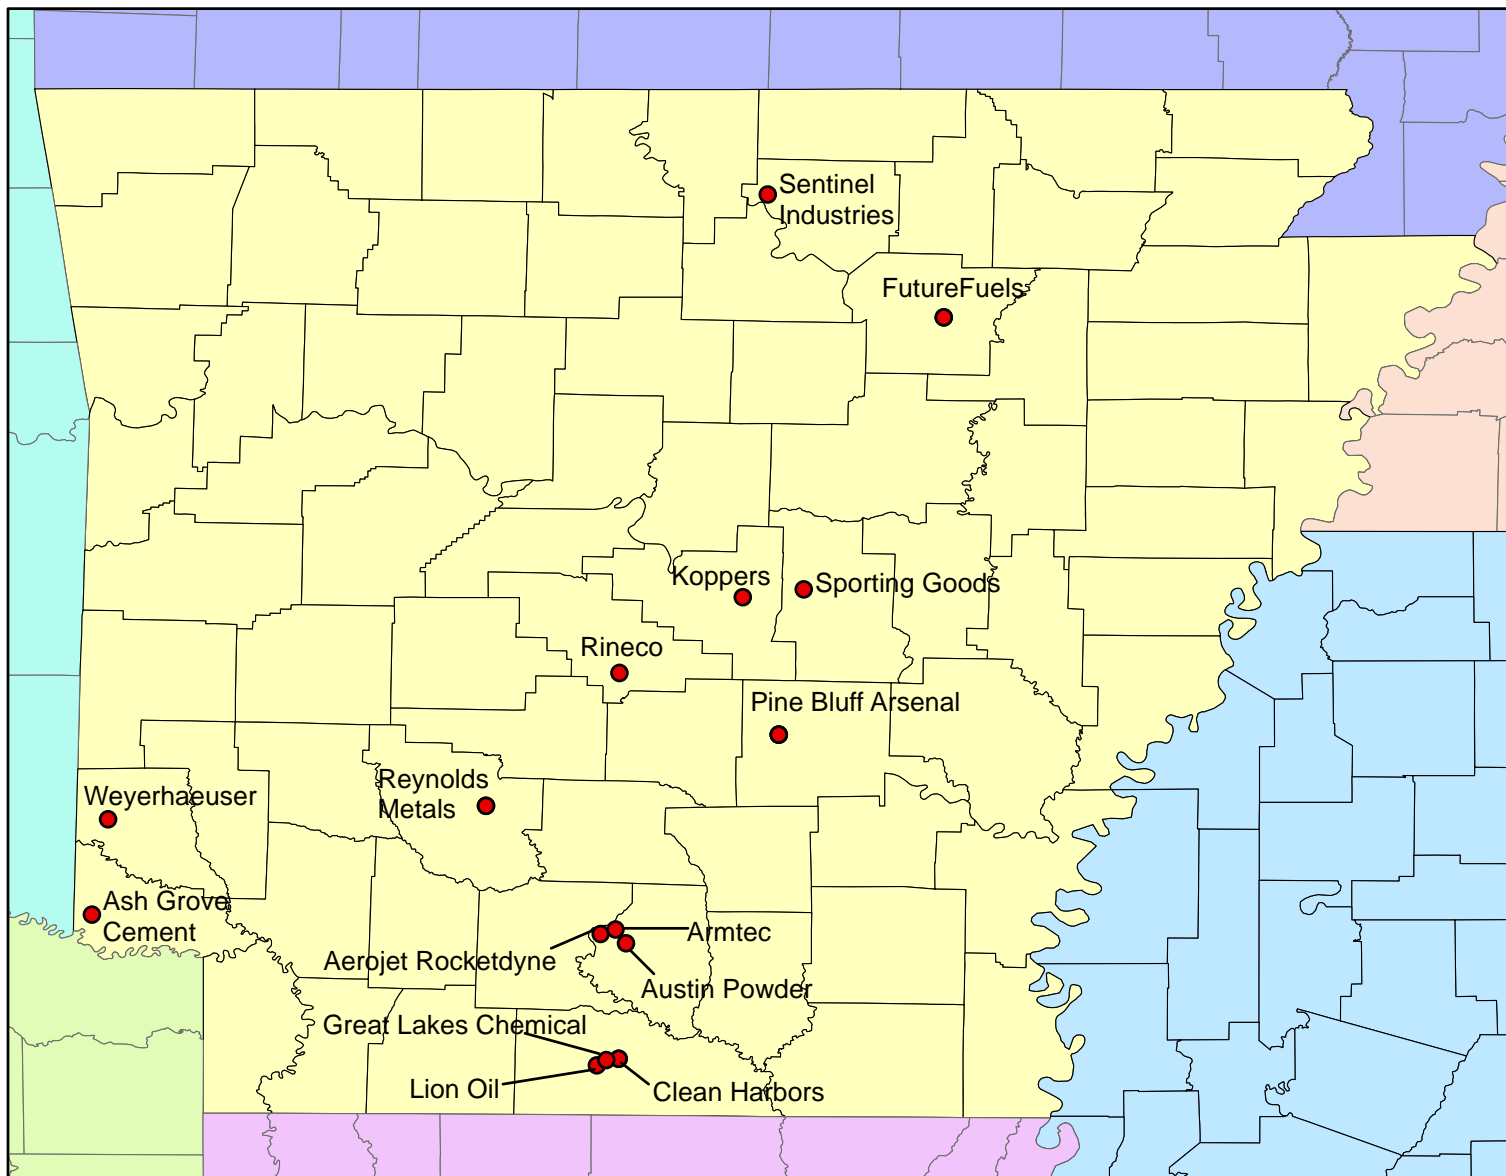 Sentinel
Industries
FutureFuels
Koppers
Sporting Goods
Rineco
Pine Bluff Arsenal
Reynolds
Metals
Weyerhaeuser
Ash Grove
Cement
Armtec
Aerojet Rocketdyne
Austin Powder
Great Lakes Chemical
Lion Oil
Clean Harbors